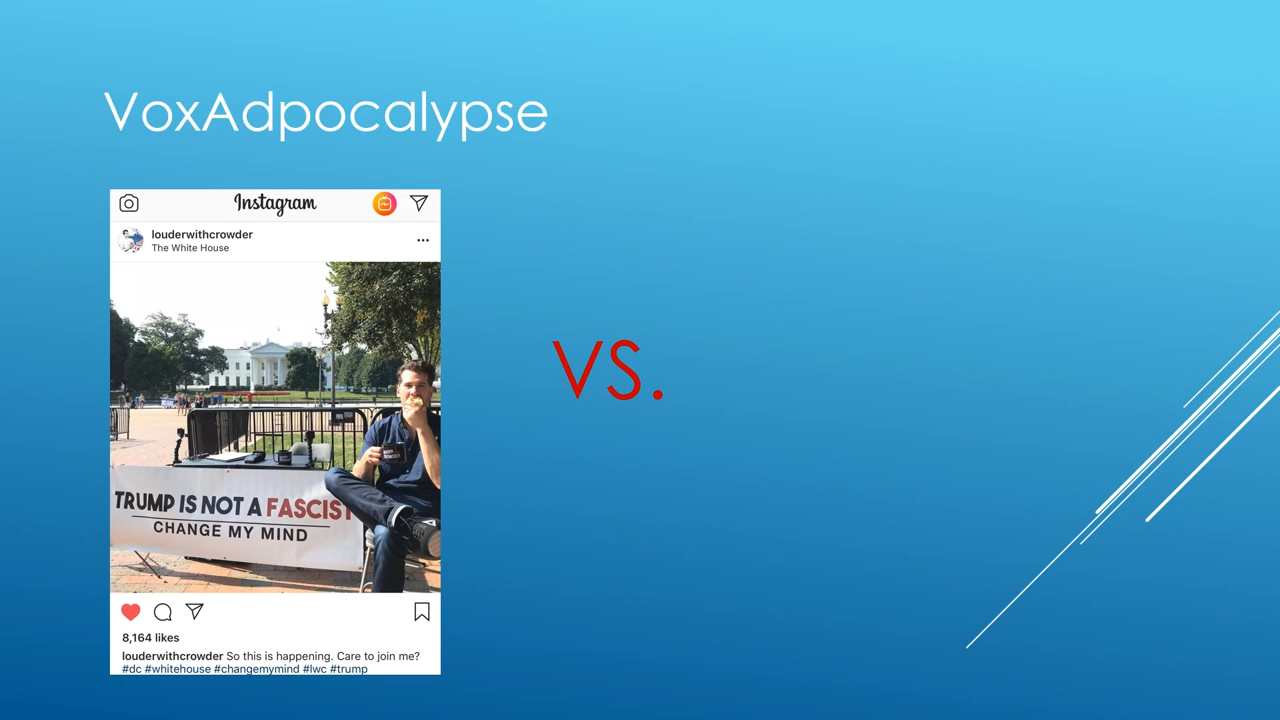 VoxAdpocalypse
Instagram
louderwithcrowder
The White House
VS.
TRUMP IS NOT A FASCIST
CHANGE MY MIND
8,164 likes
louderwithcrowder So this is happening. Care to join me?
#dc #whitehouse #changemymind #lwc #trump